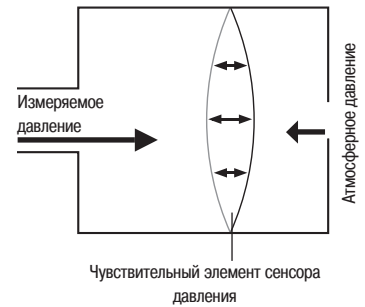 Измеряемое
давление
Атмосферное давление
Чувствительный элемент сенсора
давления